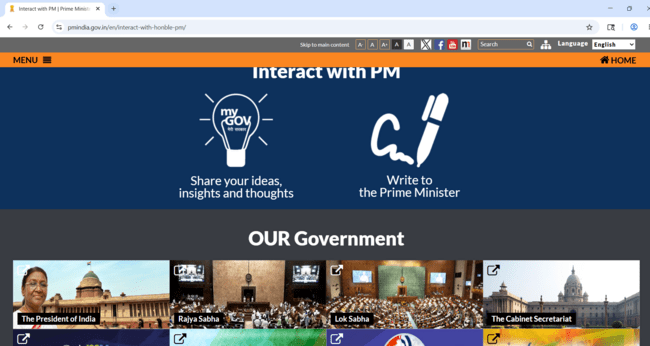 Interact with PM | Prime Minist
pmindia.gov.in/en/interact-with-honble-pm/
Skip to main content A A A+ A A Search Language English
MENU HOME
Interact with PM
my
GOV
मेरी सरकार
Share your ideas,
insights and thoughts
Write to
the Prime Minister
OUR Government
The President of India
Rajya Sabha
Lok Sabha
The Cabinet Secretariat